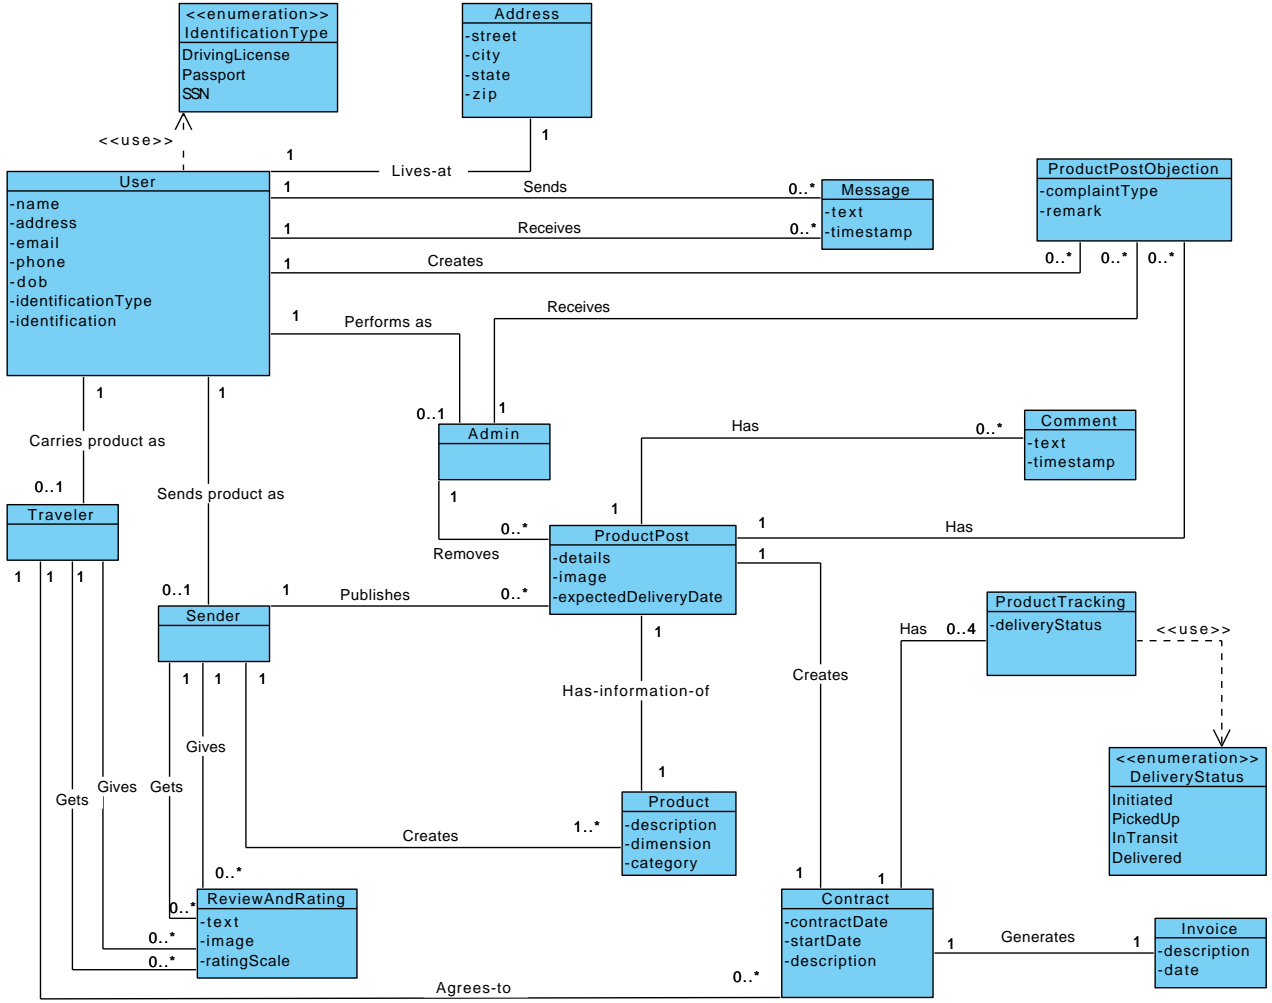 <<enumeration>>
IdentificationType
DrivingLicense
Passport
SSN
Address
-street
-city
-state
-zip
<<use>>
1
1
Lives-at
User
-name
-address
-email
-phone
-dob
-identificationType
-identification
1
Sends
0..*
1
Receives
0..*
Message
-text
-timestamp
ProductPostObjection
-complaintType
-remark
1
Creates
0..*
0..*
0..*
Receives
1
Performs as
0..1
1
Admin
1
1
Carries product as
0..1
Sends product as
0..1
Traveler
1
1
1
1
Removes
0..*
Has
0..*
Comment
-text
-timestamp
1
ProductPost
-details
-image
-expectedDeliveryDate
1
Has
1
Sender
1
Publishes
0..*
1
1
1
1
Has-information-of
1
Creates
Has
0..4
ProductTracking
-deliveryStatus
<<use>>
<<enumeration>>
DeliveryStatus
Initiated
PickedUp
InTransit
Delivered
Gives
Gets
Gives
Gets
Creates
1..*
Product
-description
-dimension
-category
0..*
0..*
0..*
0..*
ReviewAndRating
-text
-image
-ratingScale
1
1
Contract
-contractDate
-startDate
-description
1
Generates
1
Invoice
-description
-date
Agrees-to
0..*